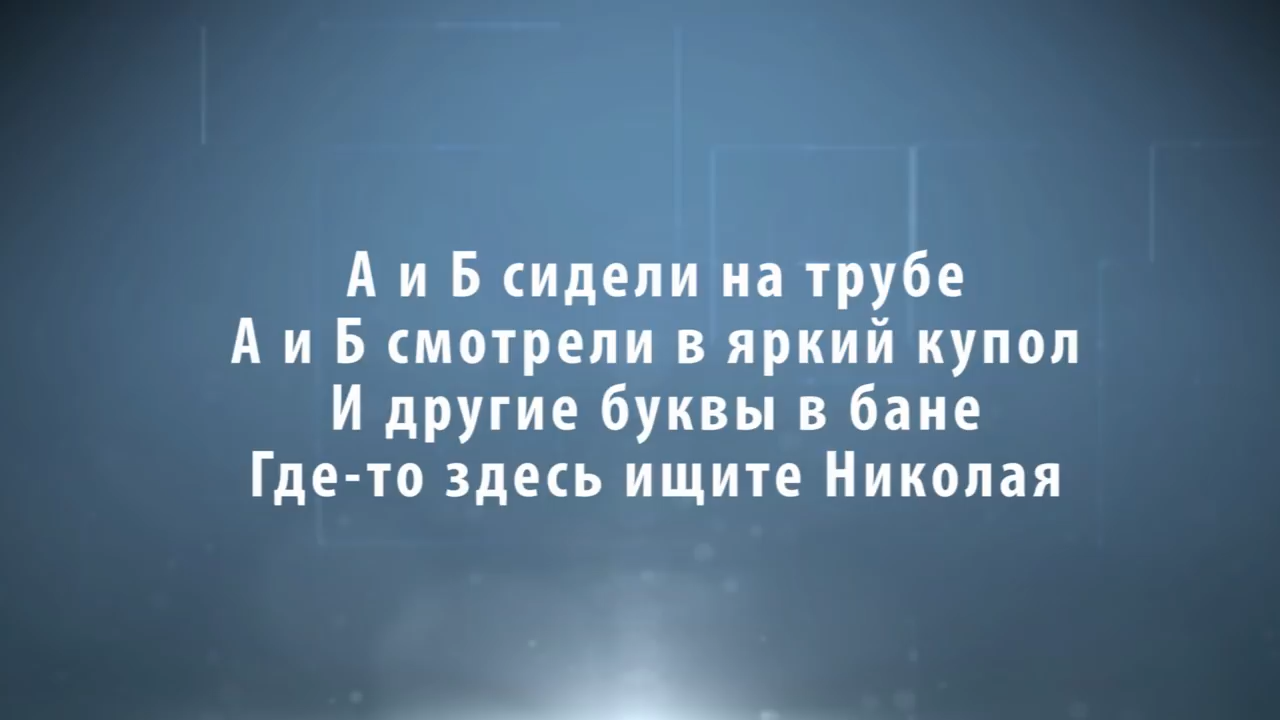 А и Б сидели на трубе
А и Б смотрели в яркий купол
И другие буквы в бане
Где-то здесь ищите Николая